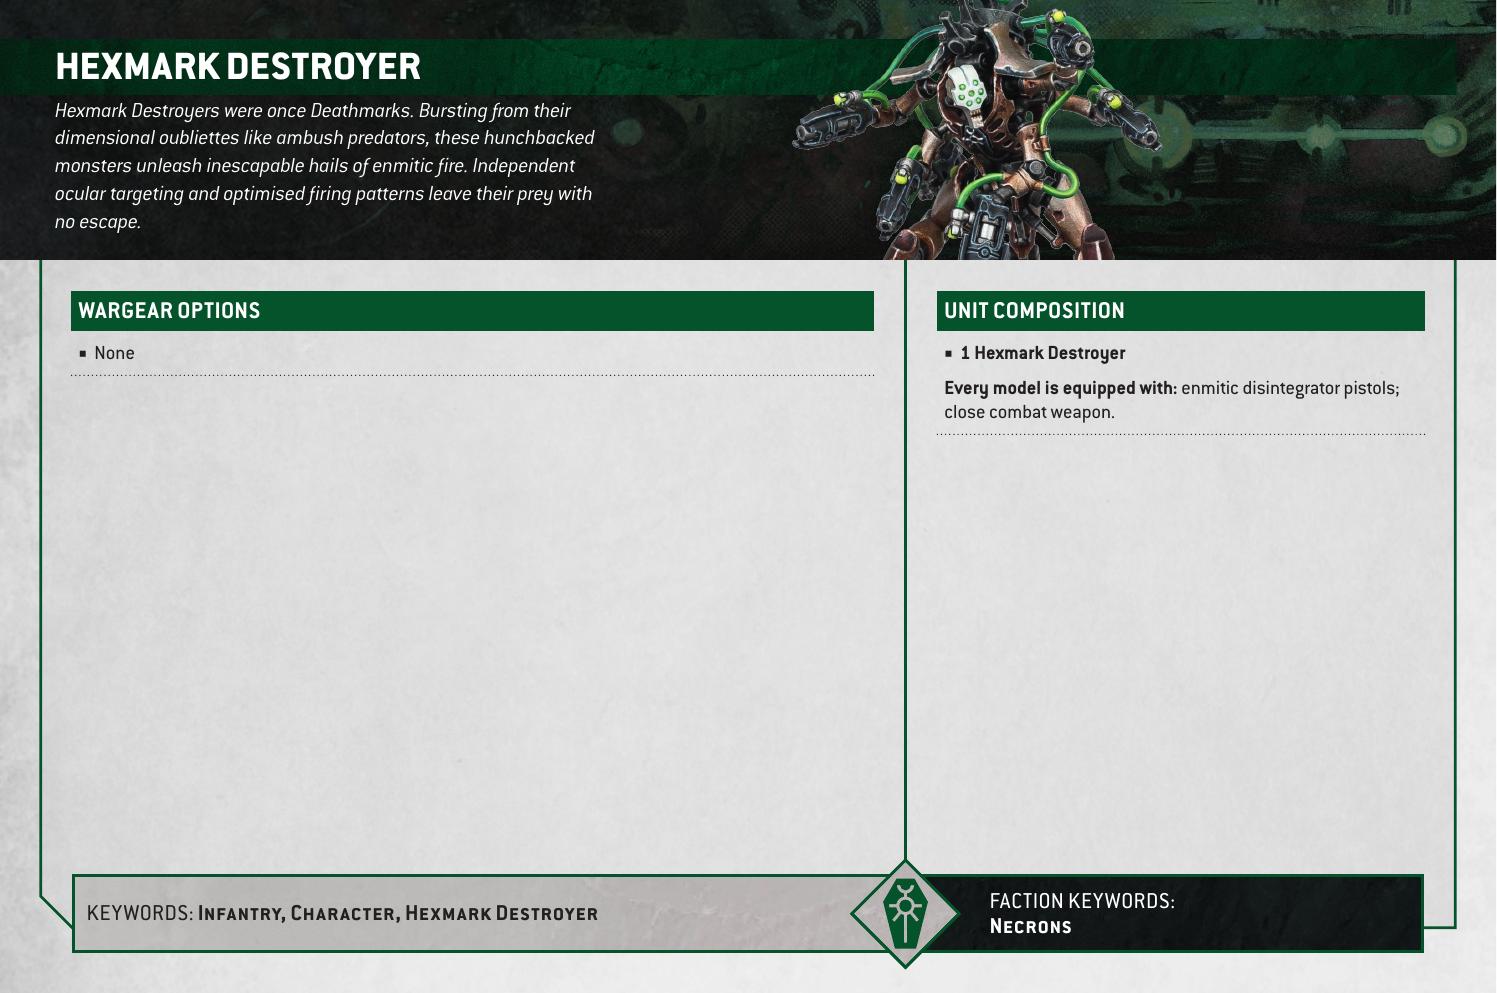 HEXMARK DESTROYER
Hexmark Destroyers were once Deathmarks. Bursting from their
dimensional oubliettes like ambush predators, these hunchbacked
monsters unleash inescapable hails of enmitic fire. Independent
ocular targeting and optimised firing patterns leave their prey with
no escape.
WARGEAR OPTIONS
▪ None
UNIT COMPOSITION
▪ 1 Hexmark Destroyer
Every model is equipped with: enmitic disintegrator pistols;
close combat weapon.
KEYWORDS: Infantry, Character, Hexmark Destroyer
FACTION KEYWORDS:
Necrons